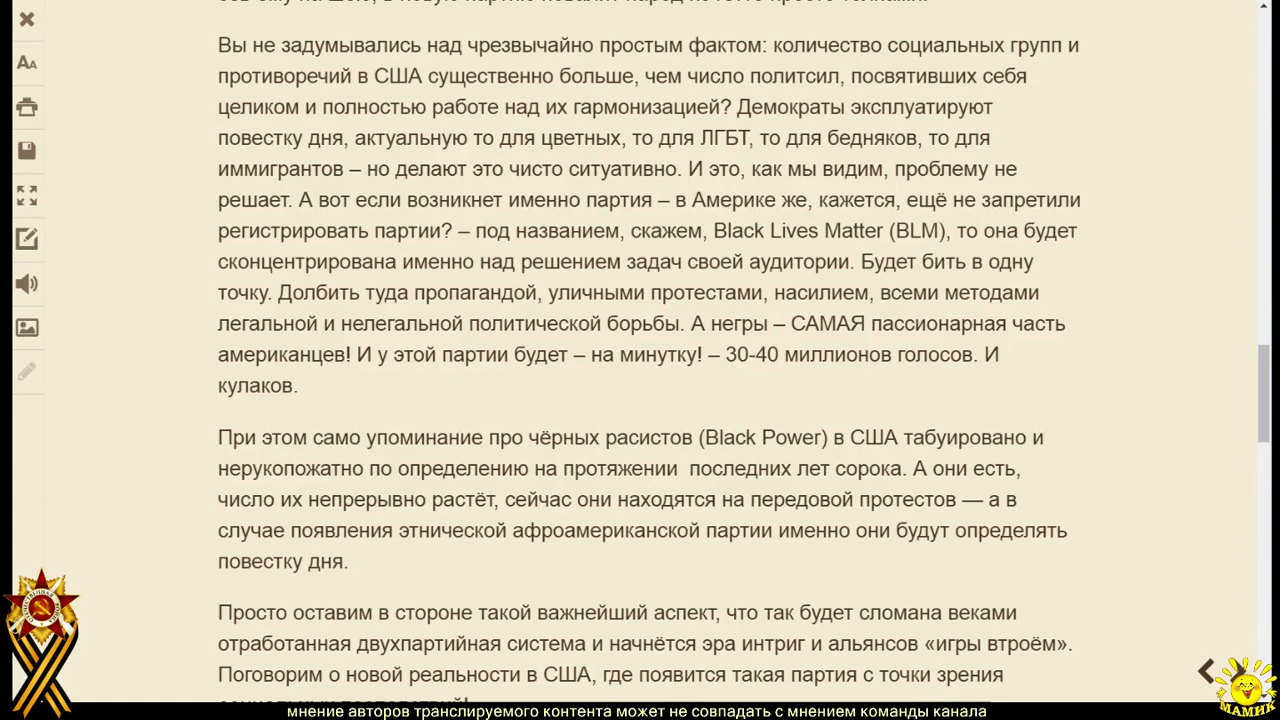 Вы не задумывались над чрезвычайно простым фактом: количество социальных групп и
противоречий в США существенно больше, чем число политсил, посвятивших себя
целиком и полностью работе над их гармонизацией? Демократы эксплуатируют
повестку дня, актуальную то для цветных, то для ЛГБТ, то для бедняков, то для
иммигрантов – но делают это чисто ситуативно. И это, как мы видим, проблему не
решает. А вот если возникнет именно партия – в Америке же, кажется, ещё не запретили
регистрировать партии? – под названием, скажем, Black Lives Matter (BLM), то она будет
сконцентрирована именно над решением задач своей аудитории. Будет бить в одну
точку. Долбить туда пропагандой, уличными протестами, насилием, всеми методами
легальной и нелегальной политической борьбы. А негры – САМАЯ пассионарная часть
американцев! И у этой партии будет – на минутку! – 30-40 миллионов голосов. И
кулаков.
При этом само упоминание про чёрных расистов (Black Power) в США табуировано и
нерукопожатно по определению на протяжении  последних лет сорока. А они есть,
число их непрерывно растёт, сейчас они находятся на передовой протестов — а в
случае появления этнической афроамериканской партии именно они будут определять
повестку дня.
Просто оставим в стороне такой важнейший аспект, что так будет сломана веками
отработанная двухпартийная система и начнётся эра интриг и альянсов «игры втроём».
Поговорим о новой реальности в США, где появится такая партия с точки зрения
мнение авторов транслируемого контента может не совпадать с мнением команды канала
МАМИК